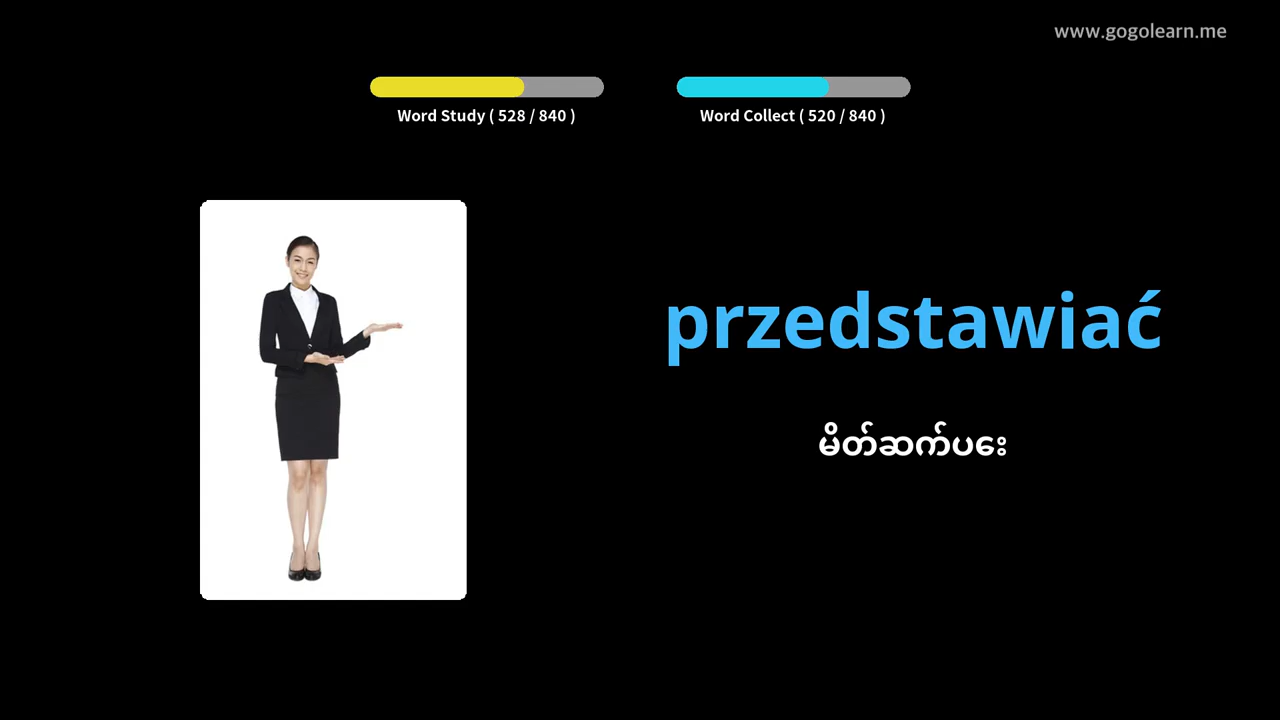 www.gogolearn.me
Word Study ( 528 / 840 )
Word Collect ( 520 / 840 )
przedstawiać
မိတ်ဆက်ပေး